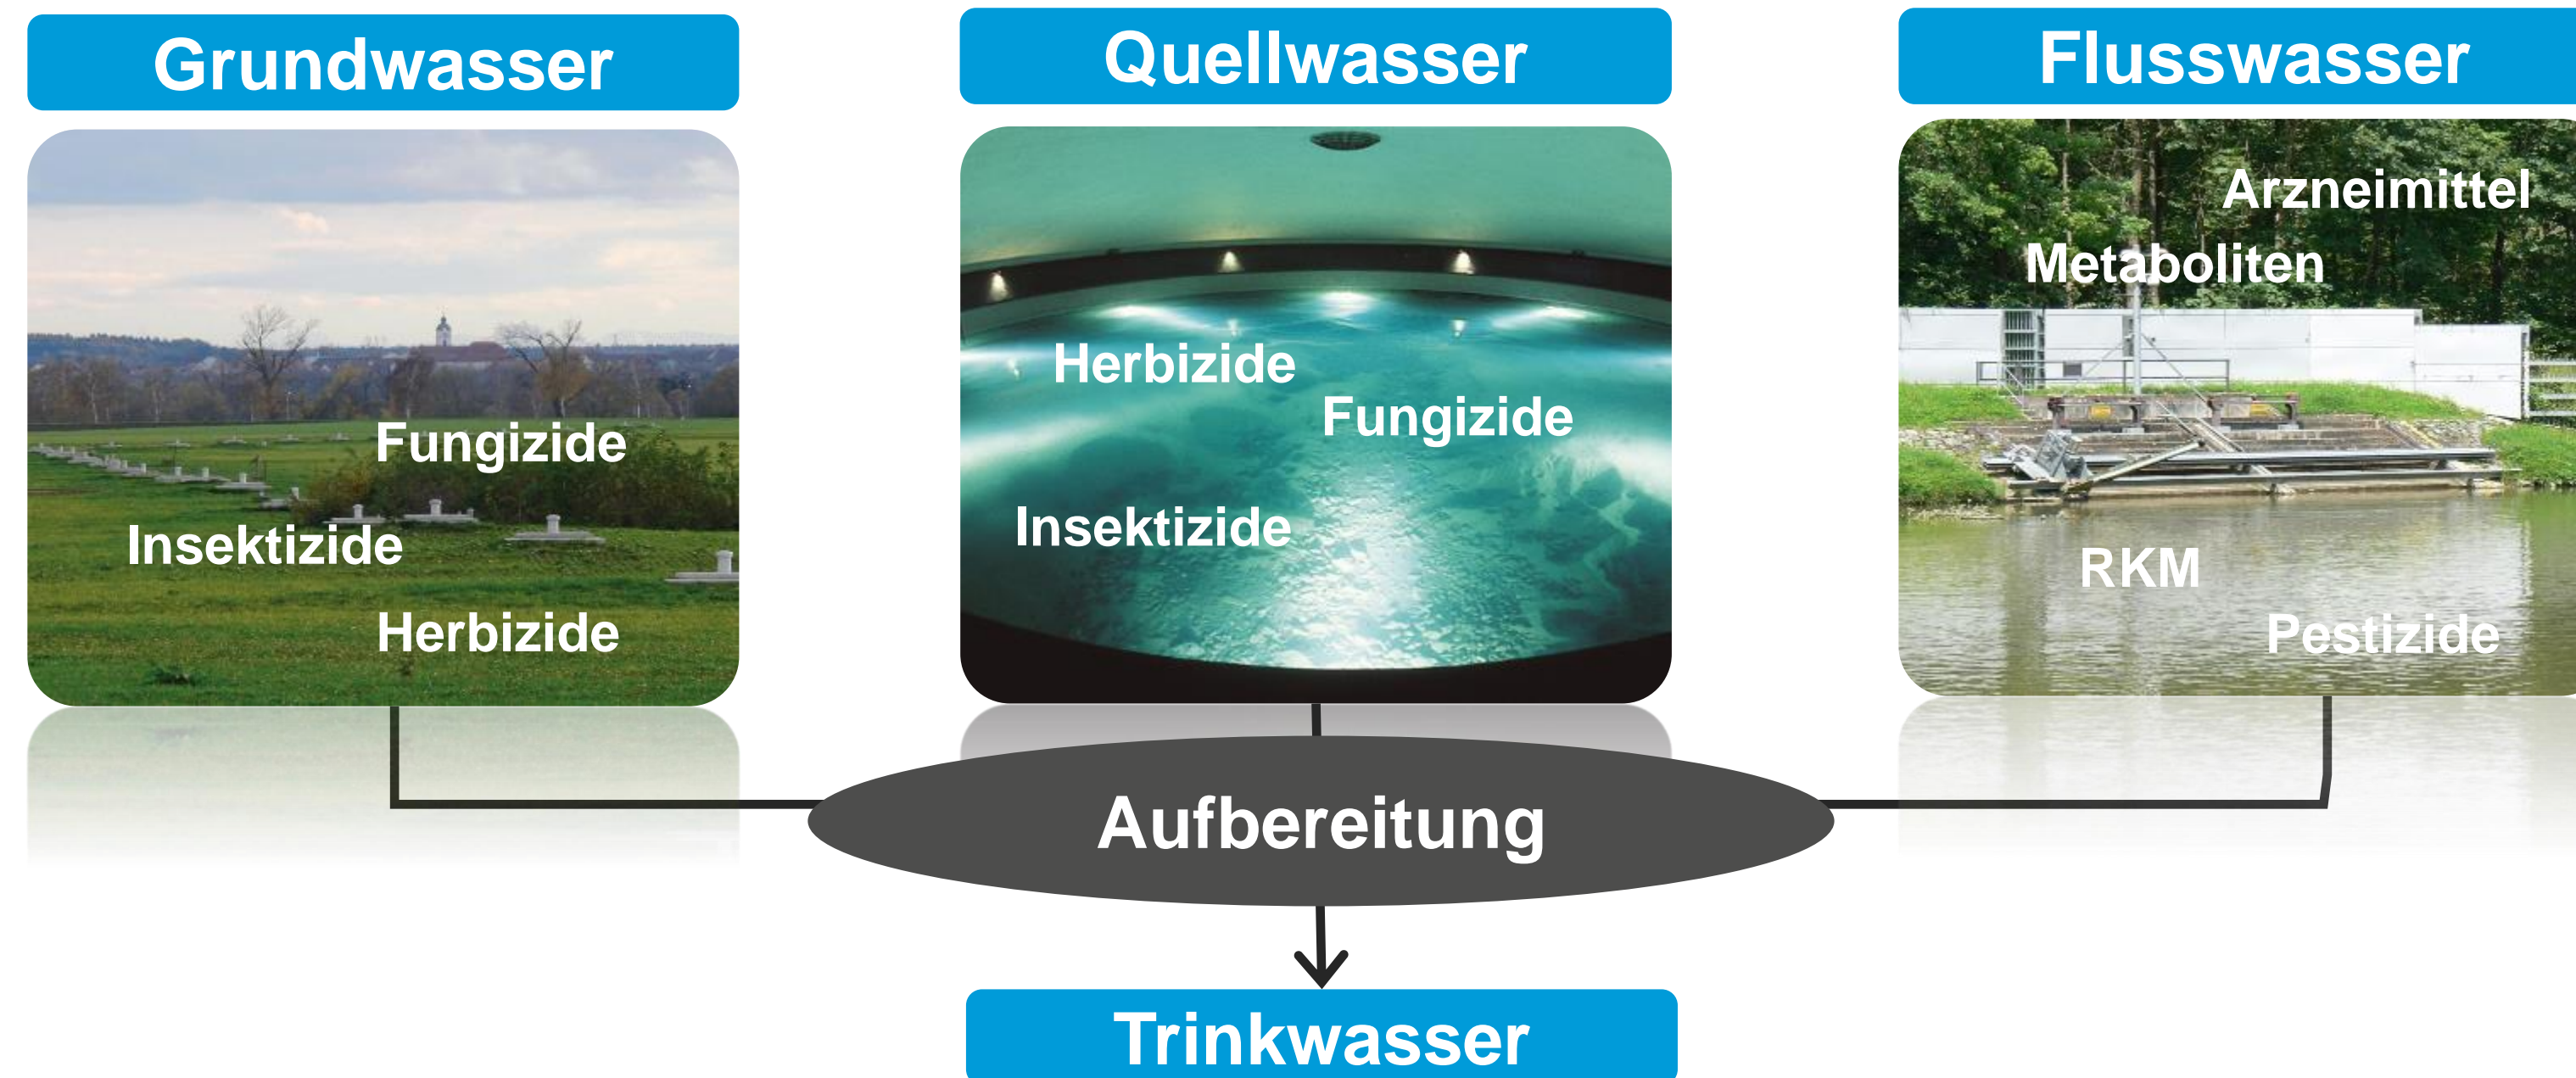 Grundwasser
Quellwasser
Flusswasser
Fungizide
Insektizide
Herbizide
Herbizide
Fungizide
Insektizide
Arzneimittel
Metaboliten
RKM
Pestizide
Aufbereitung
Trinkwasser